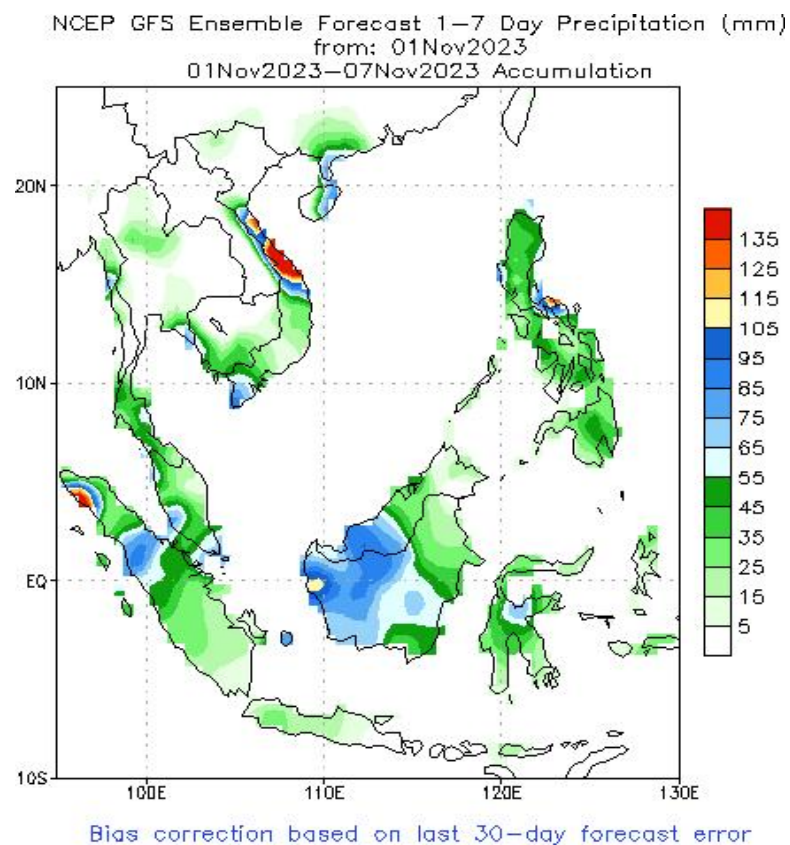 NCEP GFS Ensemble Forecast 1–7 Day Precipitation (mm)
from: 01Nov2023
01Nov2023–07Nov2023 Accumulation
20N
10N
EQ
10S
100E
110E
120E
130E
135
125
115
105
95
85
75
65
55
45
35
25
15
5
Bias correction based on last 30–day forecast error